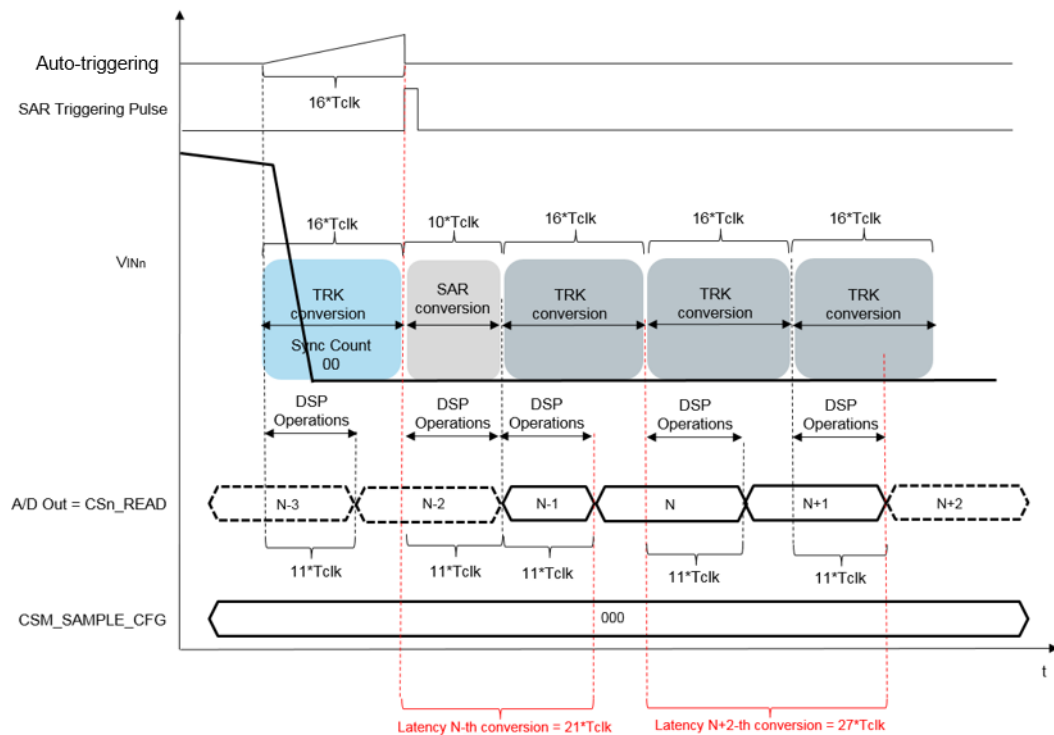 Auto-triggering
16*Tclk
SAR Triggering Pulse
16*Tclk
10*Tclk
16*Tclk
16*Tclk
16*Tclk
VINn
TRK
conversion
Sync Count
00
SAR
conversion
TRK
conversion
TRK
conversion
TRK
conversion
DSP
Operations
DSP
Operations
DSP
Operations
DSP
Operations
DSP
Operations
A/D Out = CSn_READ
N-3
N-2
N-1
N
N+1
N+2
11*Tclk
11*Tclk
11*Tclk
11*Tclk
11*Tclk
CSM_SAMPLE_CFG
000
t
Latency N-th conversion = 21*Tclk
Latency N+2-th conversion = 27*Tclk